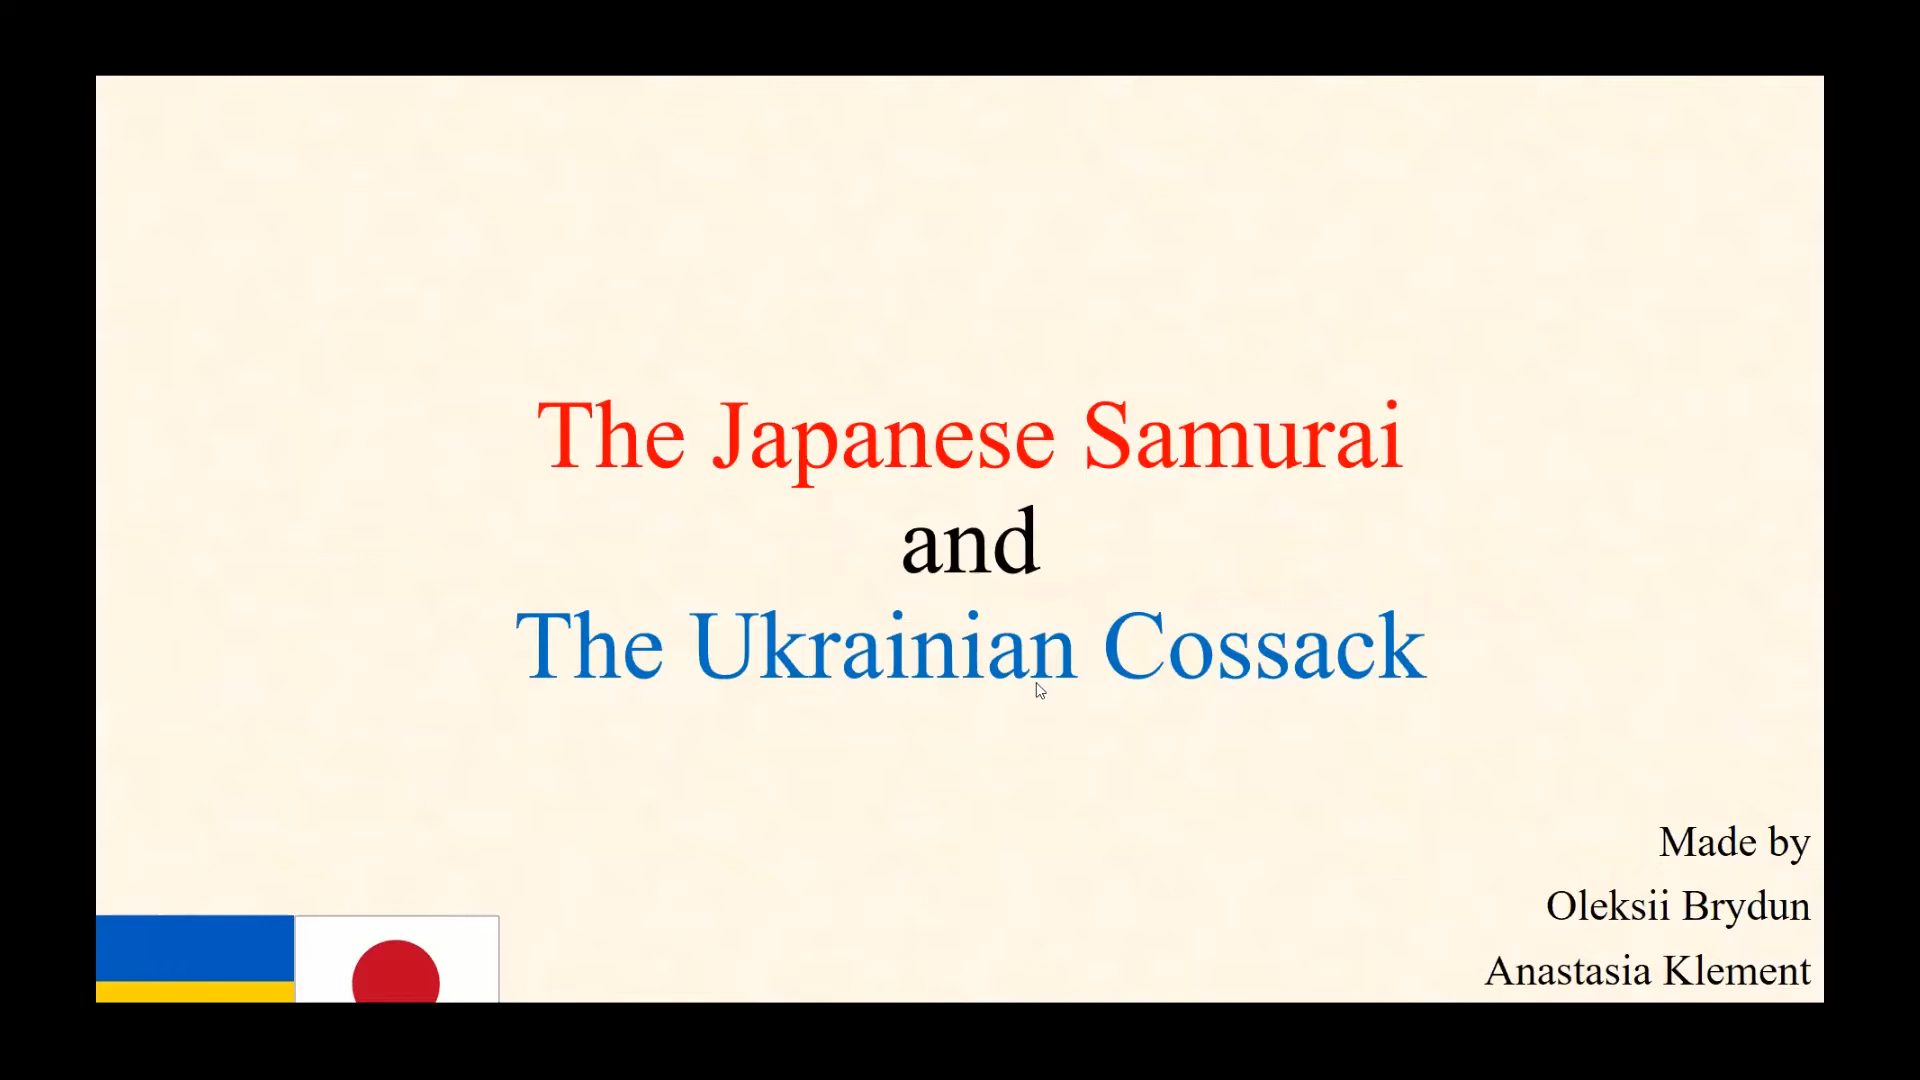 The Japanese Samurai
and
The Ukrainian Cossack
Made by
Oleksii Brydun
Anastasia Klement